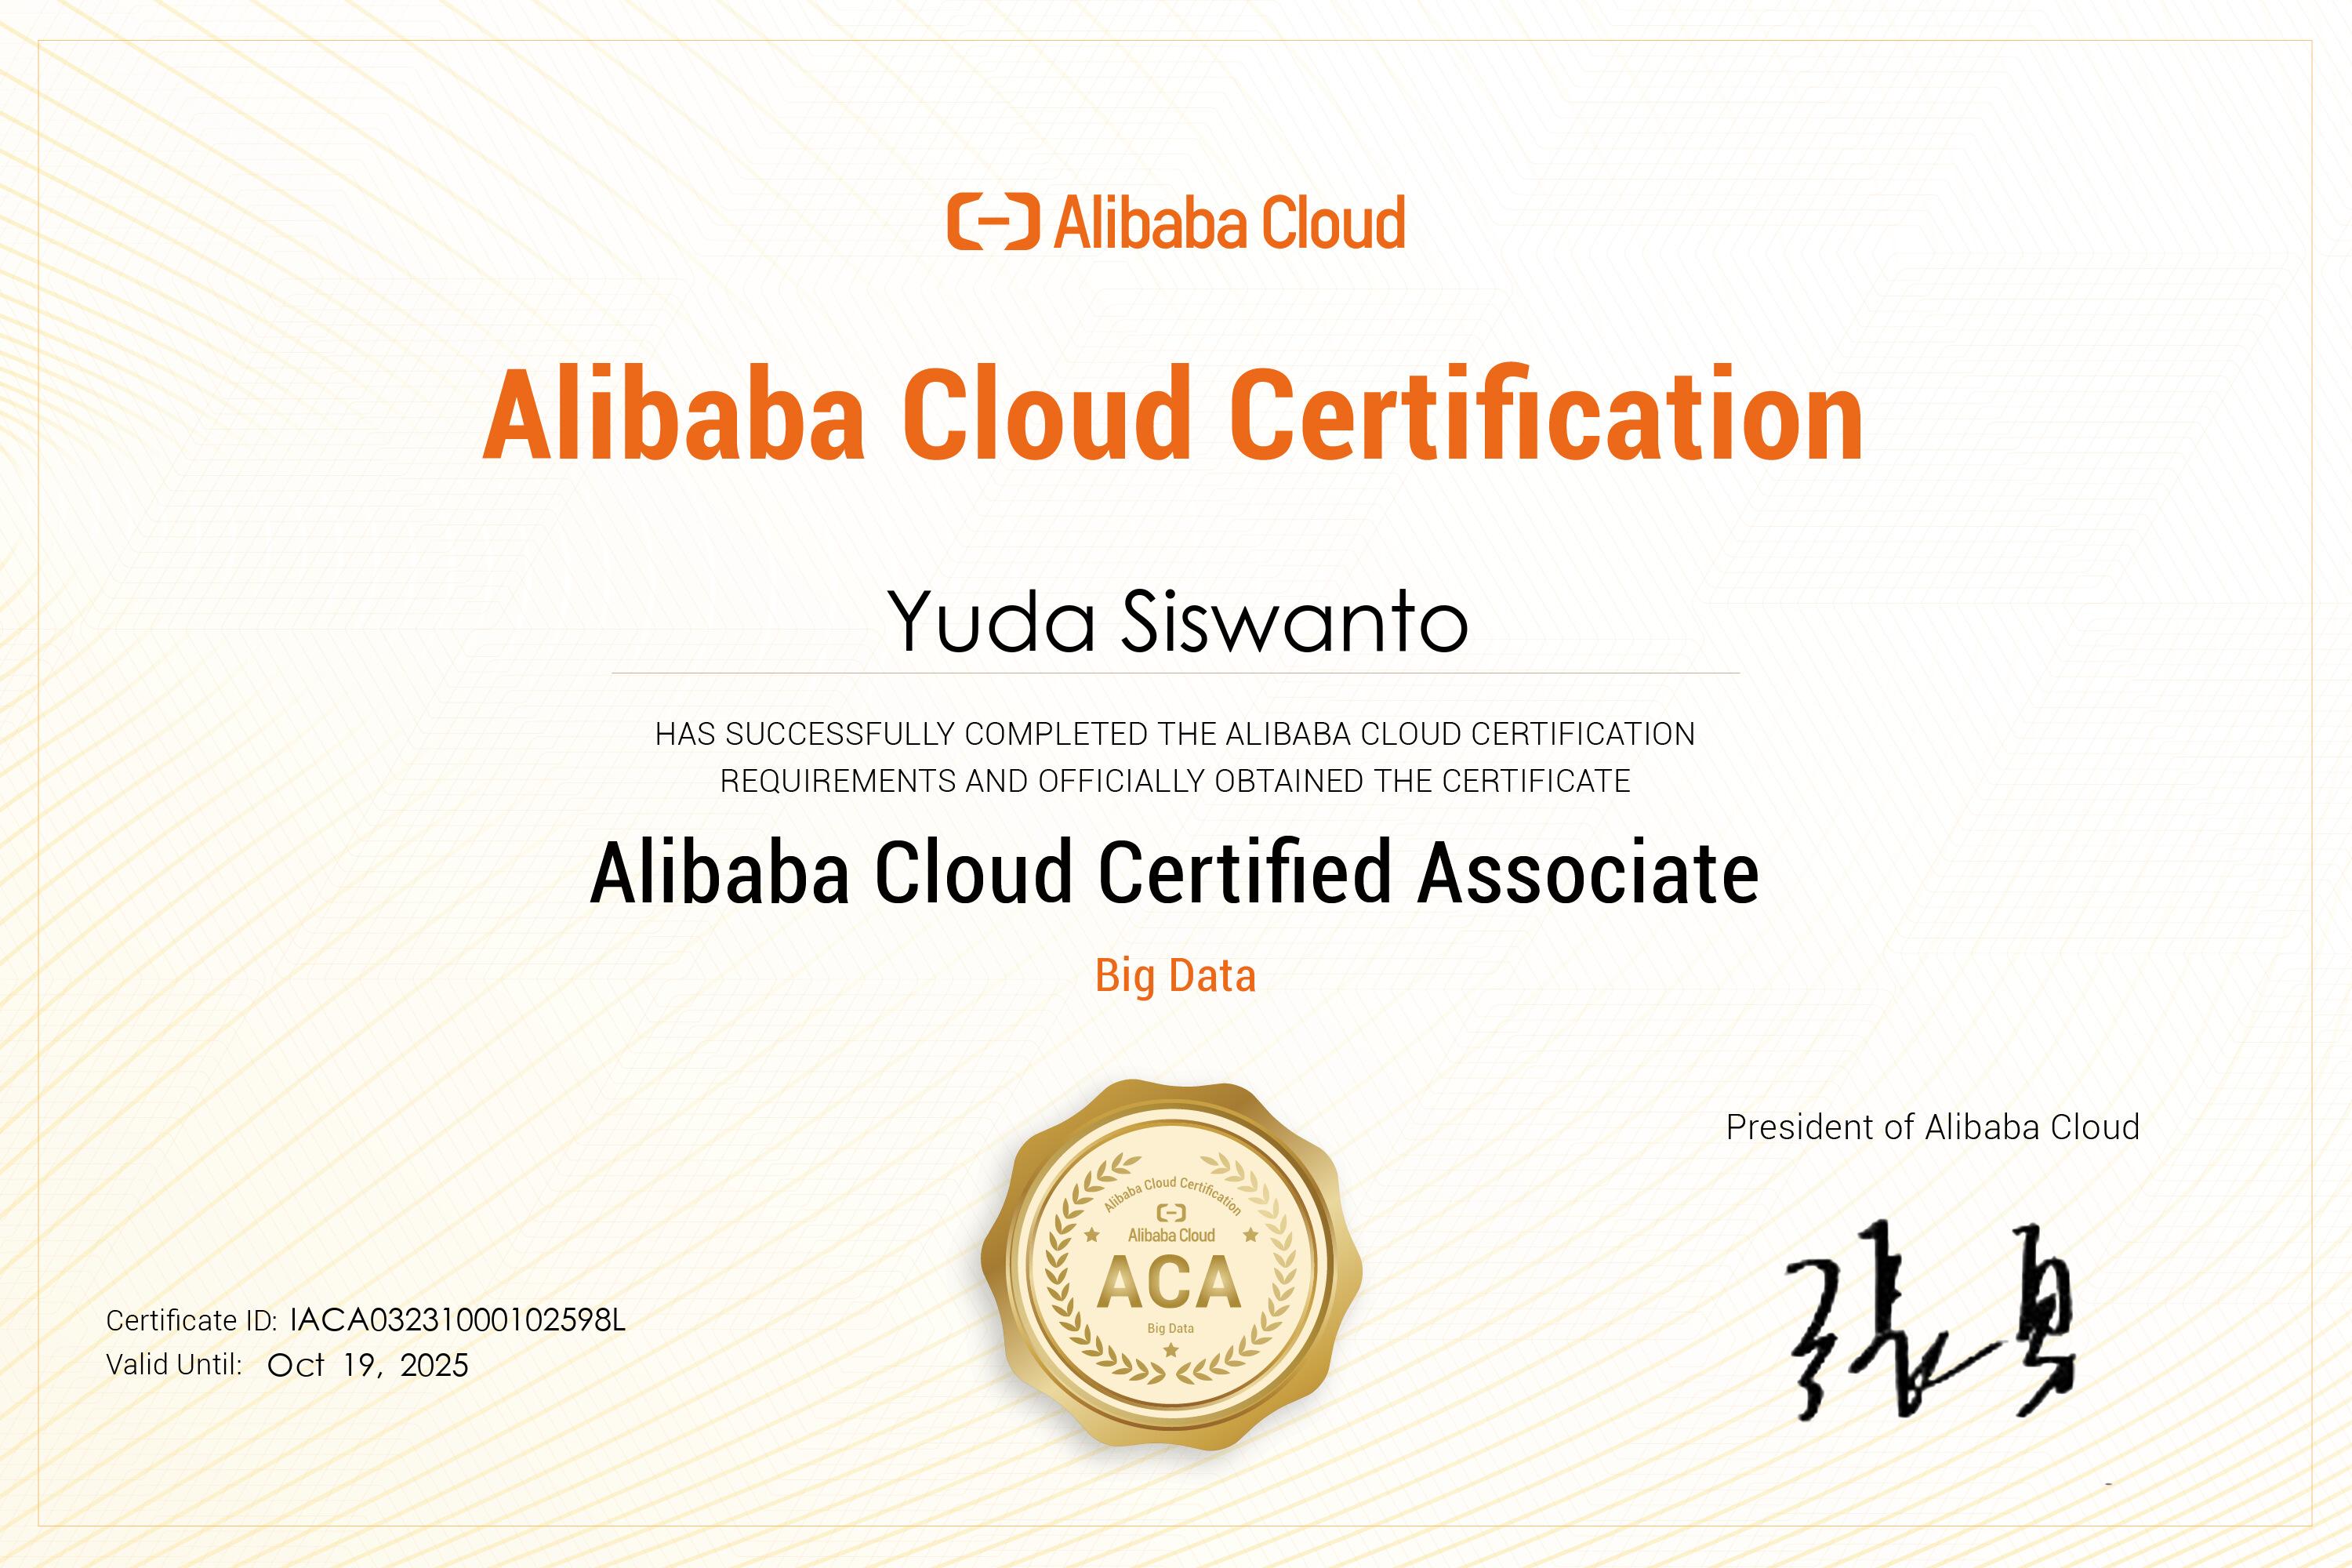 Alibaba Cloud
Alibaba Cloud Certification
Yuda Siswanto
HAS SUCCESSFULLY COMPLETED THE ALIBABA CLOUD CERTIFICATION
REQUIREMENTS AND OFFICIALLY OBTAINED THE CERTIFICATE
Alibaba Cloud Certified Associate
Big Data
Alibaba Cloud Certification
Alibaba Cloud
ACA
Big Data
President of Alibaba Cloud
Certificate ID: IACA03231000102598L
Valid Until: Oct 19, 2025